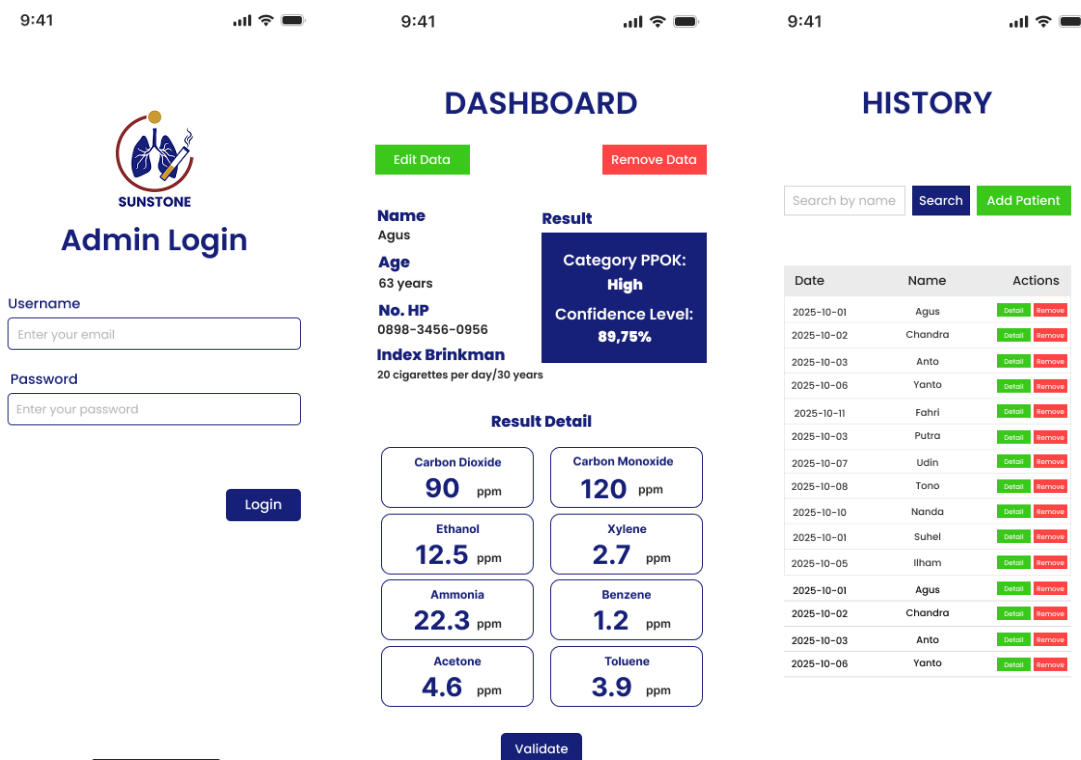 9:41
SUNSTONE
Admin Login
Username
Enter your email
Password
Enter your password
Login
9:41
DASHBOARD
Edit Data
Remove Data
Name
Agus
Age
63 years
No. HP
0898-3456-0956
Index Brinkman
20 cigarettes per day/30 years
Result
Category PPOK:
High
Confidence Level:
89,75%
Result Detail
Carbon Dioxide
90 ppm
Carbon Monoxide
120 ppm
Ethanol
12.5 ppm
Xylene
2.7 ppm
Ammonia
22.3 ppm
Benzene
1.2 ppm
Acetone
4.6 ppm
Toluene
3.9 ppm
Validate
9:41
HISTORY
Search by name Search Add Patient
Date Name Actions
2025-10-01 Agus Detail Remove
2025-10-02 Chandra Detail Remove
2025-10-03 Anto Detail Remove
2025-10-06 Yanto Detail Remove
2025-10-11 Fahri Detail Remove
2025-10-03 Putra Detail Remove
2025-10-07 Udin Detail Remove
2025-10-08 Tono Detail Remove
2025-10-10 Nanda Detail Remove
2025-10-01 Suhel Detail Remove
2025-10-05 Ilham Detail Remove
2025-10-01 Agus Detail Remove
2025-10-02 Chandra Detail Remove
2025-10-03 Anto Detail Remove
2025-10-06 Yanto Detail Remove